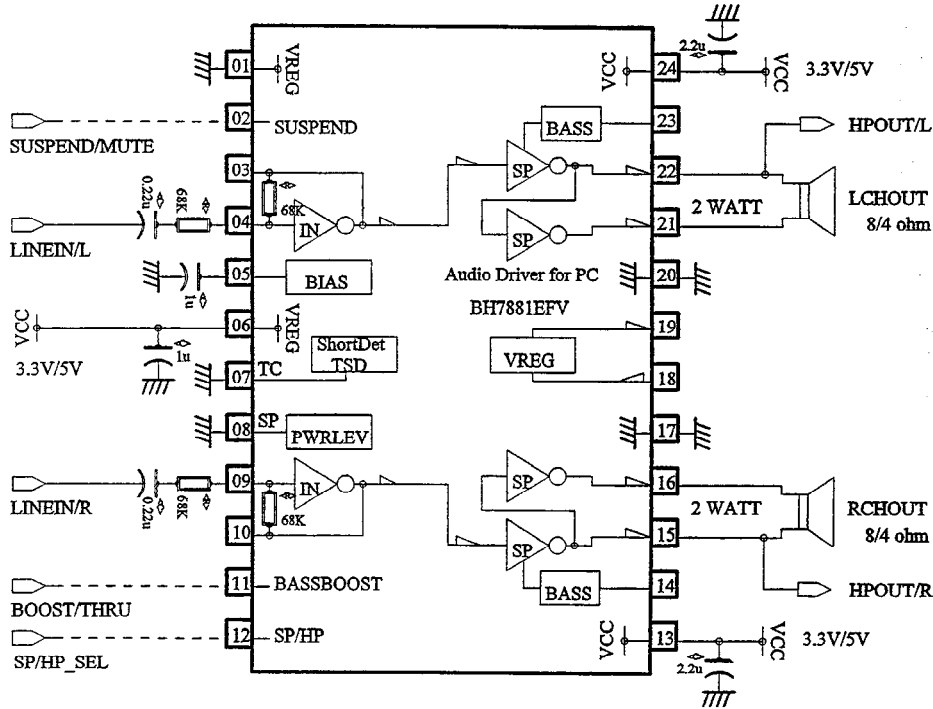 01
VREG
02
SUSPEND
SUSPEND/MUTE
03
0.22u
68K
04
68K
IN
LINEIN/L
05
1u
BIAS
VCC
06
VREG
3.3V/5V
1u
07
TC
ShortDet
TSD
08
SP
PWRLEV
09
IN
LINEIN/R
0.22u
68K
68K
10
11
BASSBOOST
BOOST/THRU
12
SP/HP
SP/HP_SEL
2.2u
VCC
24
VCC
3.3V/5V
BASS
23
HPOUT/L
SP
22
2 WATT
LCHOUT
8/4 ohm
SP
21
Audio Driver for PC
20
BH7881EFV
19
VREG
18
17
SP
16
2 WATT
RCHOUT
8/4 ohm
SP
15
BASS
14
HPOUT/R
VCC
13
VCC
3.3V/5V
2.2u